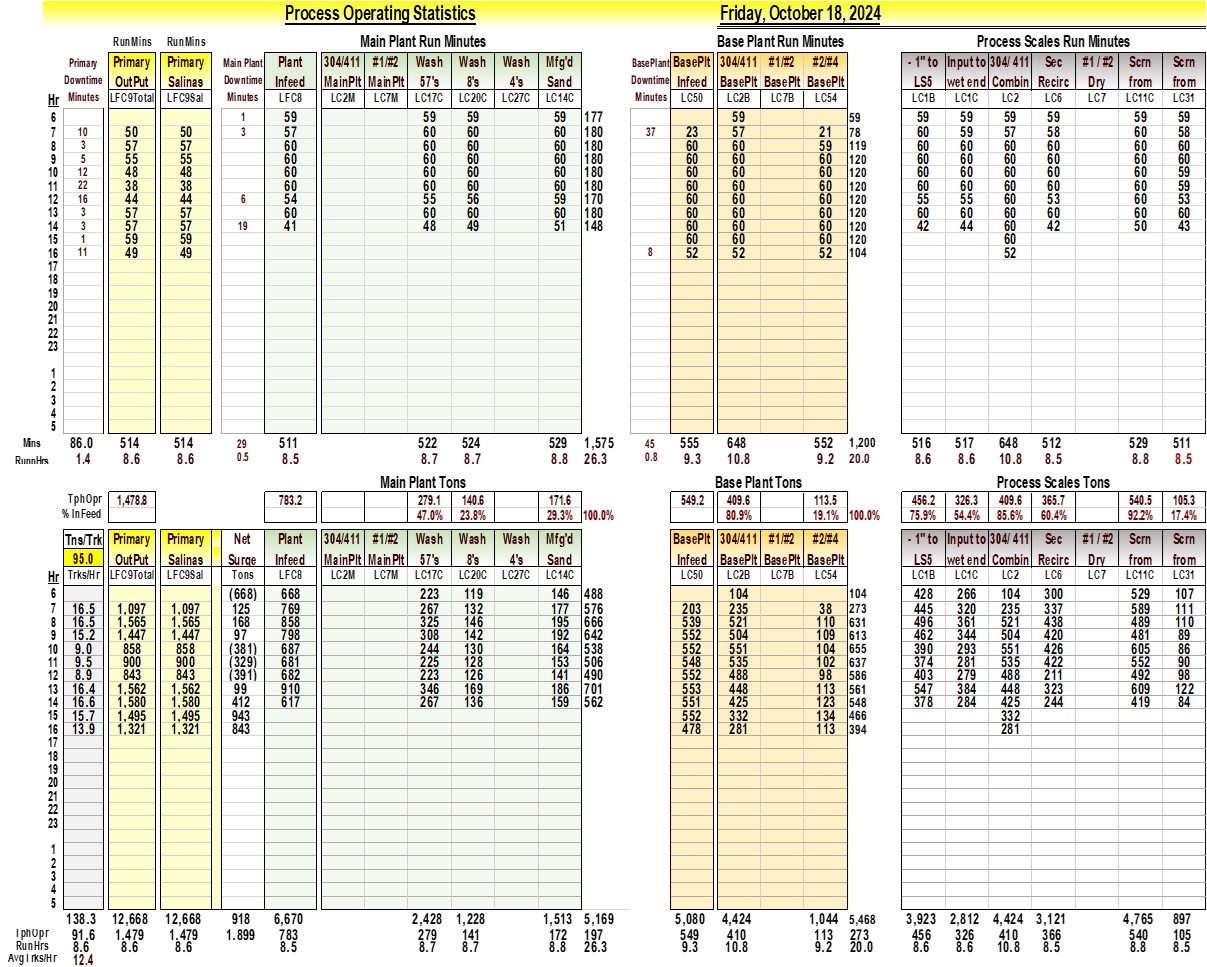 Process Operating Statistics Friday, October 18, 2024
RunMins RunMins Main Plant Run Minutes Base Plant Run Minutes Process Scales Run Minutes
Primary Primary Primary Main Plant Plant 304/411 #1/#2 Wash Wash Wash Mfg'd BasePlant BasePlt 304/411 #1/#2 #2/#4 - 1" to Input to 304/ 411 Sec #1 / #2 Scrn Scrn
Downtime OutPut Salinas Downtime Infeed MainPlt MainPlt 57's 8's 4's Sand Downtime Infeed BasePlt BasePlt BasePlt LS5 wet end Combin Recirc Dry from from
Hr Minutes LFC9Total LFC9Sal Minutes LFC8 LC2M LC7M LC17C LC20C LC27C LC14C Minutes LC50 LC2B LC7B LC54 LC1B LC1C LC2 LC6 LC7 LC11C LC31
6 1 59 59 59 59 177 59 59 59 59 59 59 59 59
7 10 50 50 3 57 60 60 60 180 37 23 57 21 78 60 59 57 58 60 58
8 3 57 57 60 60 60 60 180 60 60 59 119 60 60 60 60 60 60
9 5 55 55 60 60 60 60 180 60 60 60 120 60 60 60 60 60 60
10 12 48 48 60 60 60 60 180 60 60 60 120 60 60 60 60 60 59
11 22 38 38 60 60 60 60 180 60 60 60 120 60 60 60 60 60 59
12 16 44 44 6 54 55 56 59 170 60 60 60 120 55 55 60 53 60 53
13 3 57 57 60 60 60 60 180 60 60 60 120 60 60 60 60 60 60
14 3 57 57 19 41 48 49 51 148 60 60 60 120 42 44 60 42 50 43
15 1 59 59 60 60 60 120 60
16 11 49 49 8 52 52 52 104 52
17
18
19
20
21
22
23
1
2
3
4
5
Mins 86.0 514 514 29 511 522 524 529 1,575 45 555 648 552 1,200 516 517 648 512 529 511
RunnHrs 1.4 8.6 8.6 0.5 8.5 8.7 8.7 8.8 26.3 0.8 9.3 10.8 9.2 20.0 8.6 8.6 10.8 8.5 8.8 8.5
Main Plant Tons Base Plant Tons Process Scales Tons
TphOpr 1,478.8 783.2 279.1 140.6 171.6 549.2 409.6 113.5 456.2 326.3 409.6 365.7 540.5 105.3
% InFeed 47.0% 23.8% 29.3% 100.0% 80.9% 19.1% 100.0% 75.9% 54.4% 85.6% 60.4% 92.2% 17.4%
Tns/Trk Primary Primary Net Plant 304/411 #1/#2 Wash Wash Wash Mfg'd BasePlt 304/411 #1/#2 #2/#4 - 1" to Input to 304/ 411 Sec #1 / #2 Scrn Scrn
95.0 OutPut Salinas Surge Infeed MainPlt MainPlt 57's 8's 4's Sand Infeed BasePlt BasePlt BasePlt LS5 wet end Combin Recirc Dry from from
Hr Trks/Hr LFC9Total LFC9Sal Tons LFC8 LC2M LC7M LC17C LC20C LC27C LC14C LC50 LC2B LC7B LC54 LC1B LC1C LC2 LC6 LC7 LC11C LC31
6 (668) 668 223 119 146 488 104 104 428 266 104 300 529 107
7 16.5 1,097 1,097 125 769 267 132 177 576 203 235 38 273 445 320 235 337 589 111
8 16.5 1,565 1,565 168 858 325 146 195 666 539 521 110 631 496 361 521 438 489 110
9 15.2 1,447 1,447 97 798 308 142 192 642 552 504 109 613 462 344 504 420 481 89
10 9.0 858 858 (381) 687 244 130 164 538 552 551 104 655 390 293 551 426 605 86
11 9.5 900 900 (329) 681 225 128 153 506 548 535 102 637 374 281 535 422 552 90
12 8.9 843 843 (391) 682 223 126 141 490 552 488 98 586 403 279 488 211 492 98
13 16.4 1,562 1,562 99 910 346 169 186 701 553 448 113 561 547 384 448 323 609 122
14 16.6 1,580 1,580 412 617 267 136 159 562 551 425 123 548 378 284 425 244 419 84
15 15.7 1,495 1,495 943 552 332 134 466 332
16 13.9 1,321 1,321 843 478 281 113 394 281
17
18
19
20
21
22
23
1
2
3
4
5
138.3 12,668 12,668 918 6,670 2,428 1,228 1,513 5,169 5,080 4,424 1,044 5,468 3,923 2,812 4,424 3,121 4,765 897
TphOpr 91.6 1,479 1,479 1.899 783 279 141 172 197 549 410 113 273 456 326 410 366 540 105
RunHrs 8.6 8.6 8.6 8.5 8.7 8.7 8.8 26.3 9.3 10.8 9.2 20.0 8.6 8.6 10.8 8.5 8.8 8.5
AvgTrks/Hr 12.4